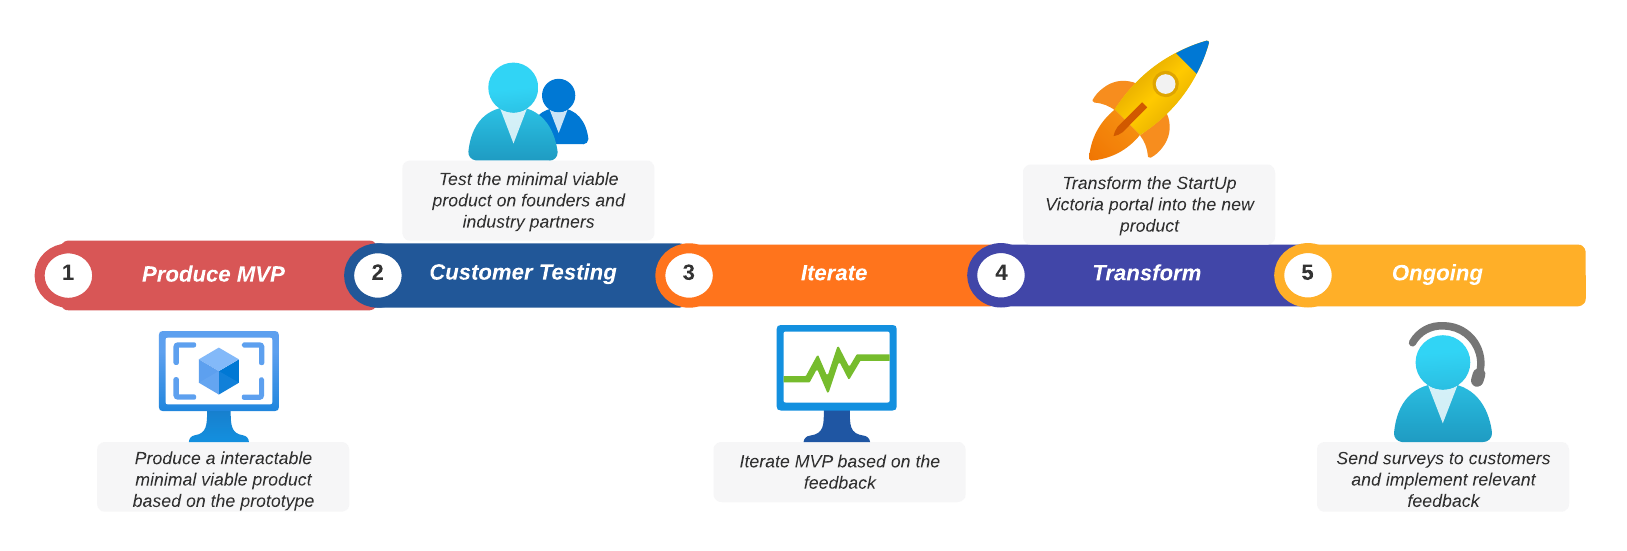 Test the minimal viable
product on founders and
industry partners
Transform the StartUp
Victoria portal into the new
product
1 Produce MVP
2 Customer Testing
3 Iterate
4 Transform
5 Ongoing
Produce a interactable
minimal viable product
based on the prototype
Iterate MVP based on the
feedback
Send surveys to customers
and implement relevant
feedback